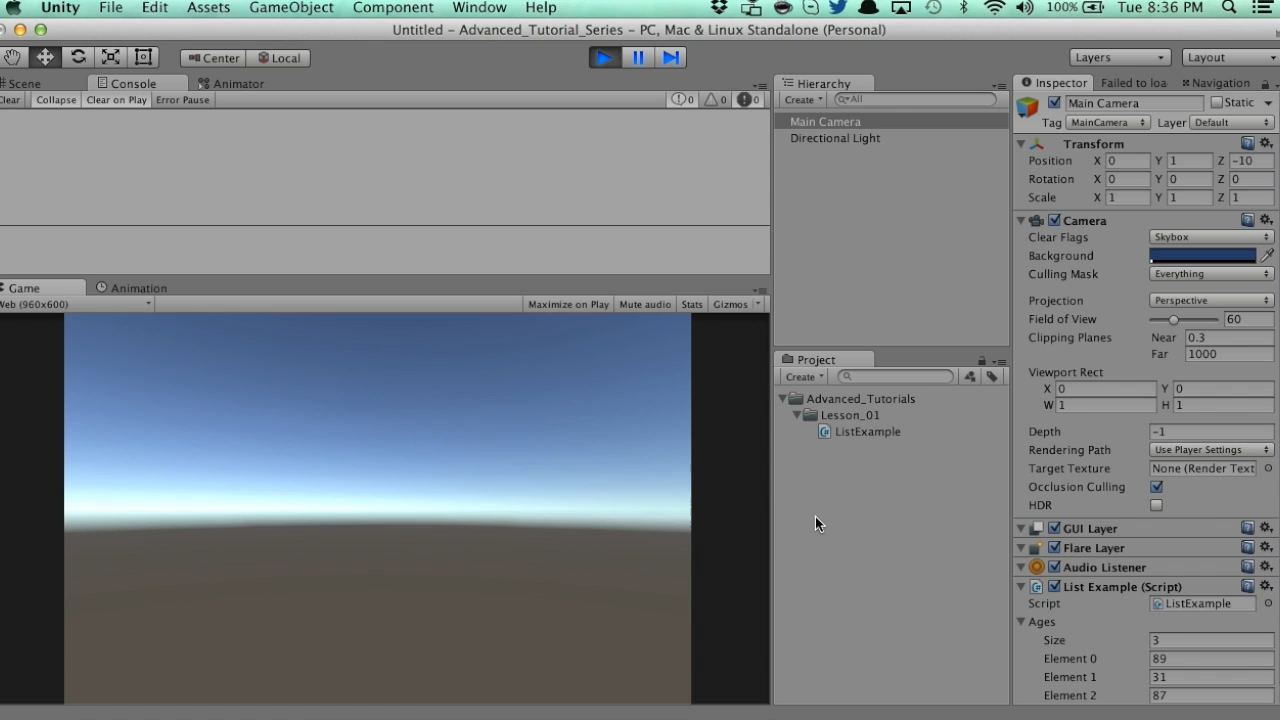 Unity File Edit Assets GameObject Component Window Help 100% Tue 8:36 PM
Untitled - Advanced_Tutorial_Series - PC, Mac & Linux Standalone (Personal)
Center Local Layers Layout
Scene Console Animator
Clear Collapse Clear on Play Error Pause 0 0 0
Game Animation
Web (960x600) Maximize on Play Mute audio Stats Gizmos
Hierarchy
Create All
Main Camera
Directional Light
Project
Create
Advanced_Tutorials
Lesson_01
ListExample
Inspector Failed to loa Navigation
Main Camera Static
Tag MainCamera Layer Default
Transform
Position X 0 Y 1 Z -10
Rotation X 0 Y 0 Z 0
Scale X 1 Y 1 Z 1
Camera
Clear Flags Skybox
Background
Culling Mask Everything
Projection Perspective
Field of View 60
Clipping Planes Near 0.3
Far 1000
Viewport Rect
X 0 Y 0
W 1 H 1
Depth -1
Rendering Path Use Player Settings
Target Texture None (Render Text
Occlusion Culling
HDR
GUI Layer
Flare Layer
Audio Listener
List Example (Script)
Script ListExample
Ages
Size 3
Element 0 89
Element 1 31
Element 2 87